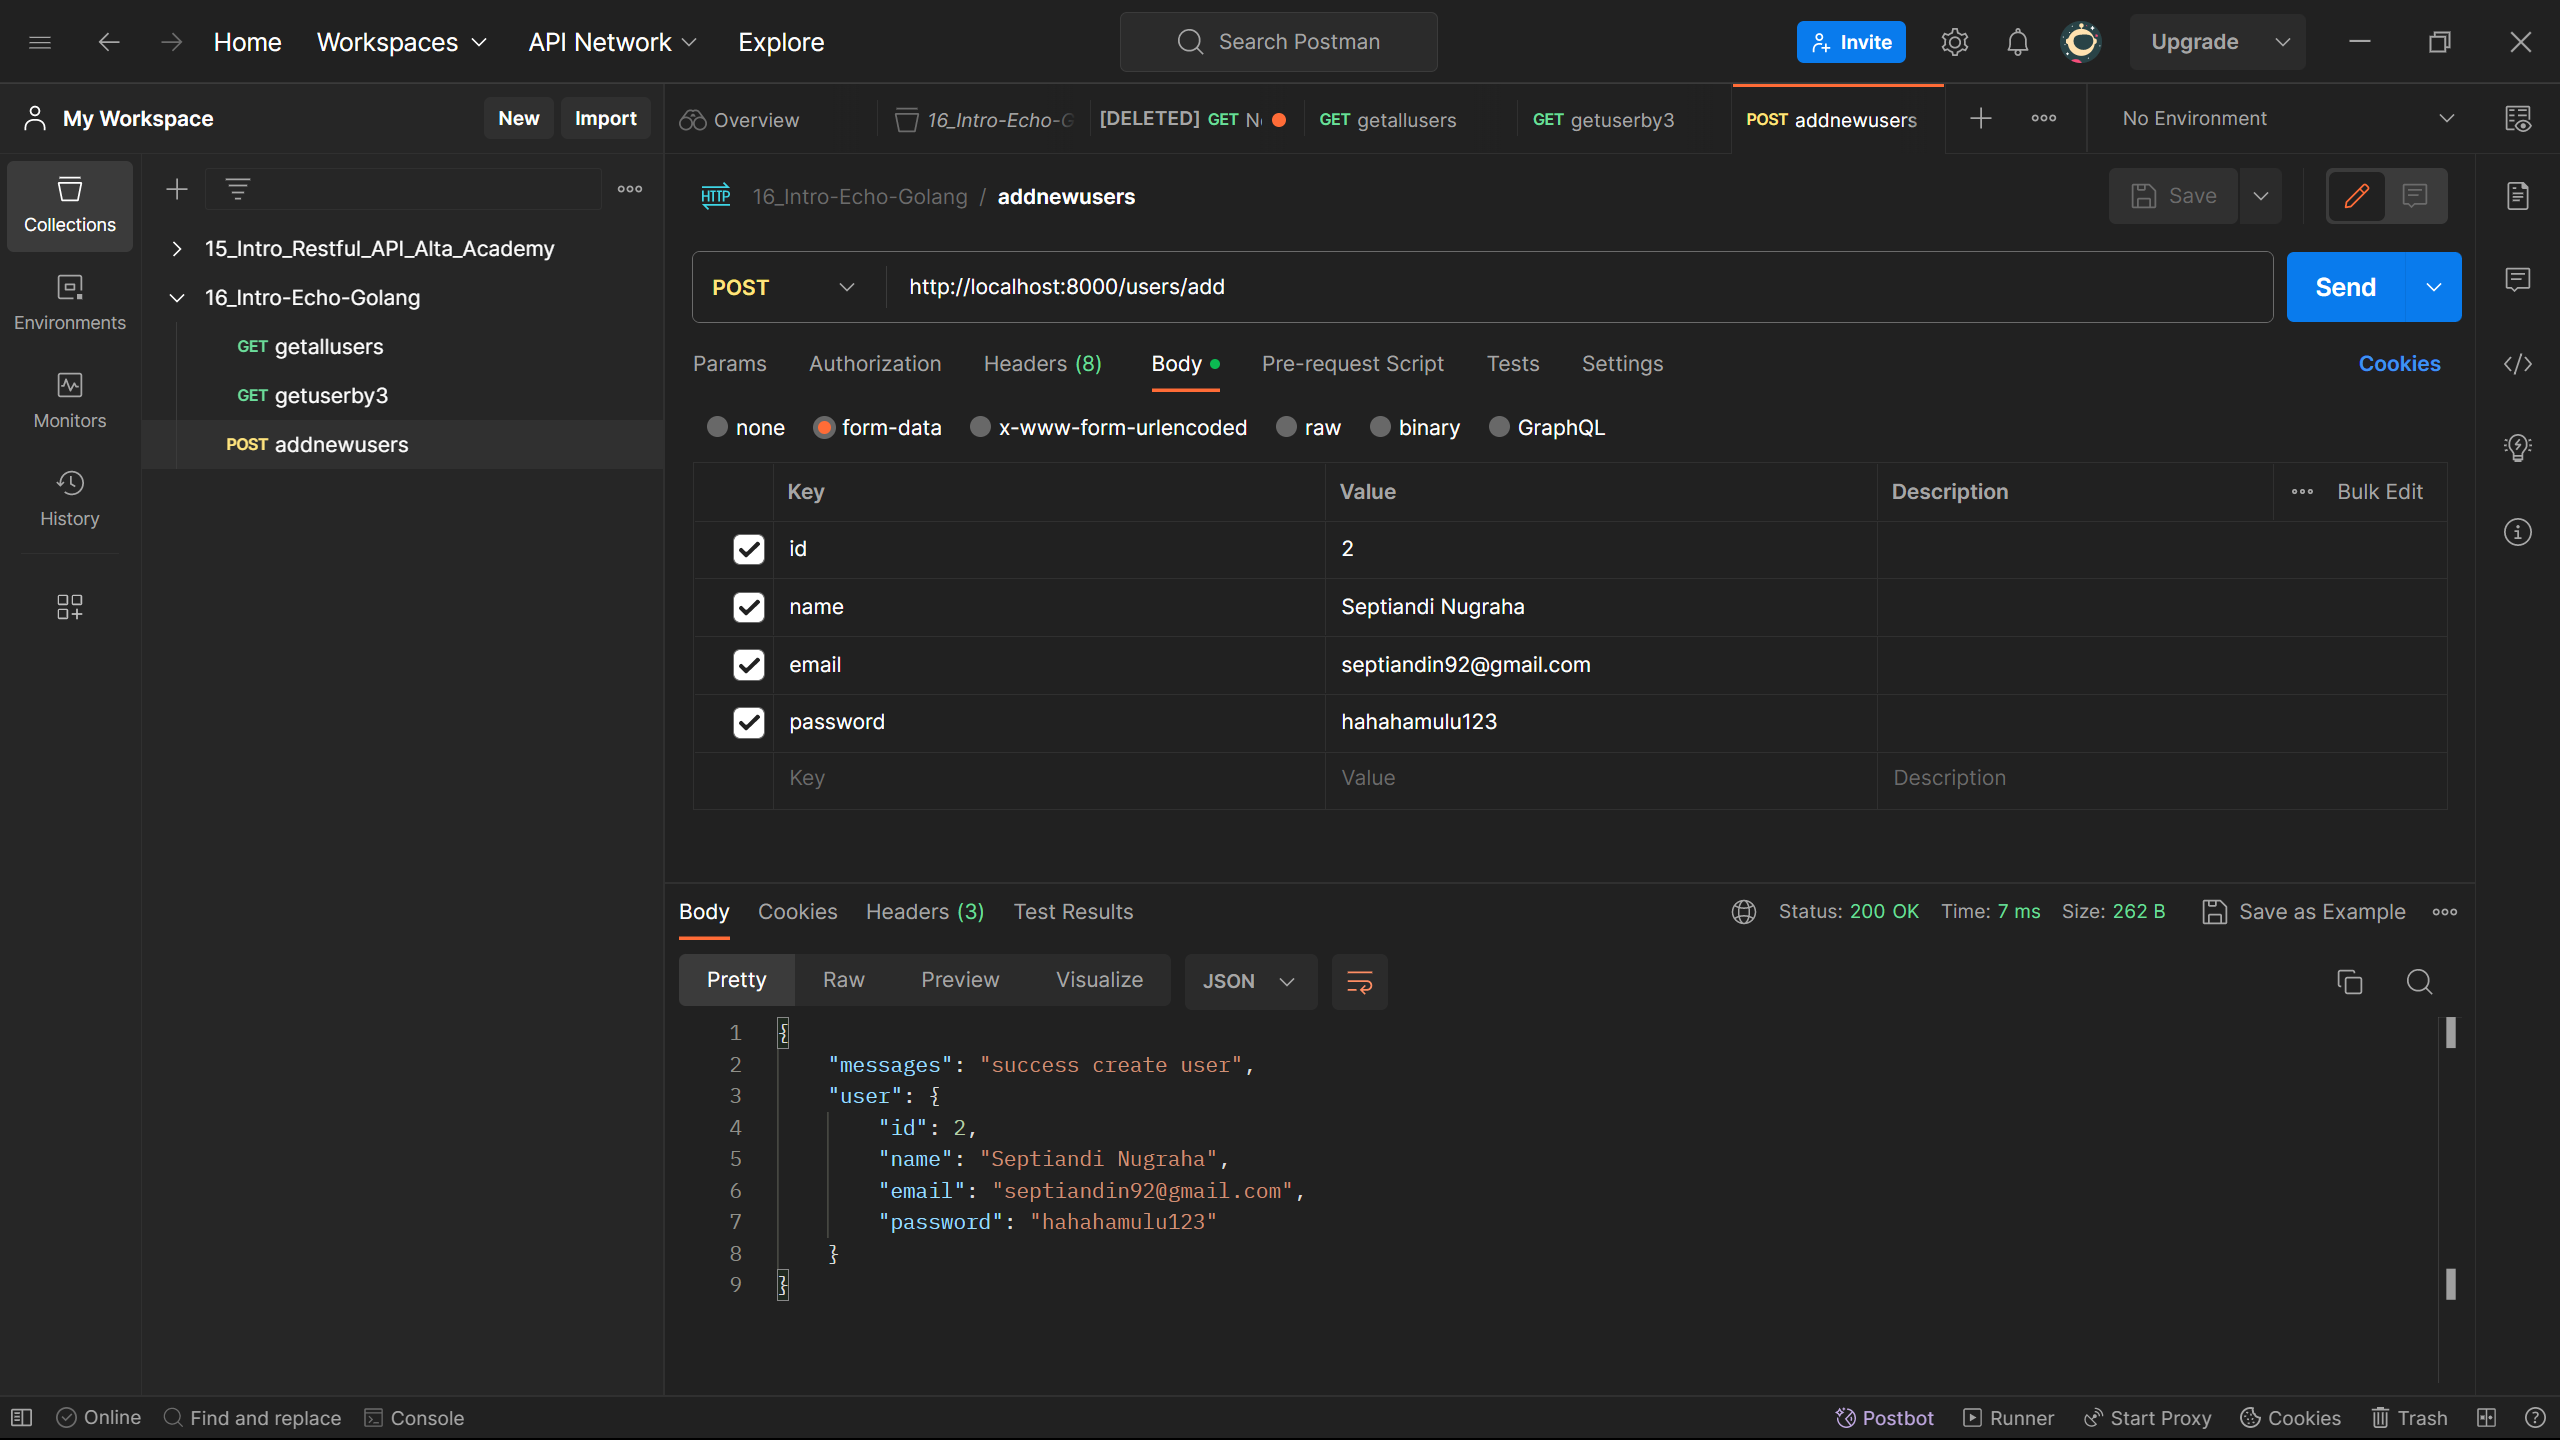 Home Workspaces API Network Explore Search Postman Invite Upgrade
My Workspace New Import
Overview 16_Intro-Echo-G [DELETED] GET N getallusers GET getuserby3 POST addnewusers No Environment
Collections
Environments
Monitors
History
15_Intro_Restful_API_Alta_Academy
16_Intro-Echo-Golang
GET getallusers
GET getuserby3
POST addnewusers
HTTP 16_Intro-Echo-Golang / addnewusers Save
POST http://localhost:8000/users/add Send
Params Authorization Headers (8) Body Pre-request Script Tests Settings Cookies
none form-data x-www-form-urlencoded raw binary GraphQL
Key Value Description Bulk Edit
id 2
name Septiandi Nugraha
email septiandin92@gmail.com
password hahahamulu123
Key Value Description
Body Cookies Headers (3) Test Results Status: 200 OK Time: 7 ms Size: 262 B Save as Example
Pretty Raw Preview Visualize JSON
1 {
2 "messages": "success create user",
3 "user": {
4 "id": 2,
5 "name": "Septiandi Nugraha",
6 "email": "septiandin92@gmail.com",
7 "password": "hahahamulu123"
8 }
9 }
Online Find and replace Console Postbot Runner Start Proxy Cookies Trash